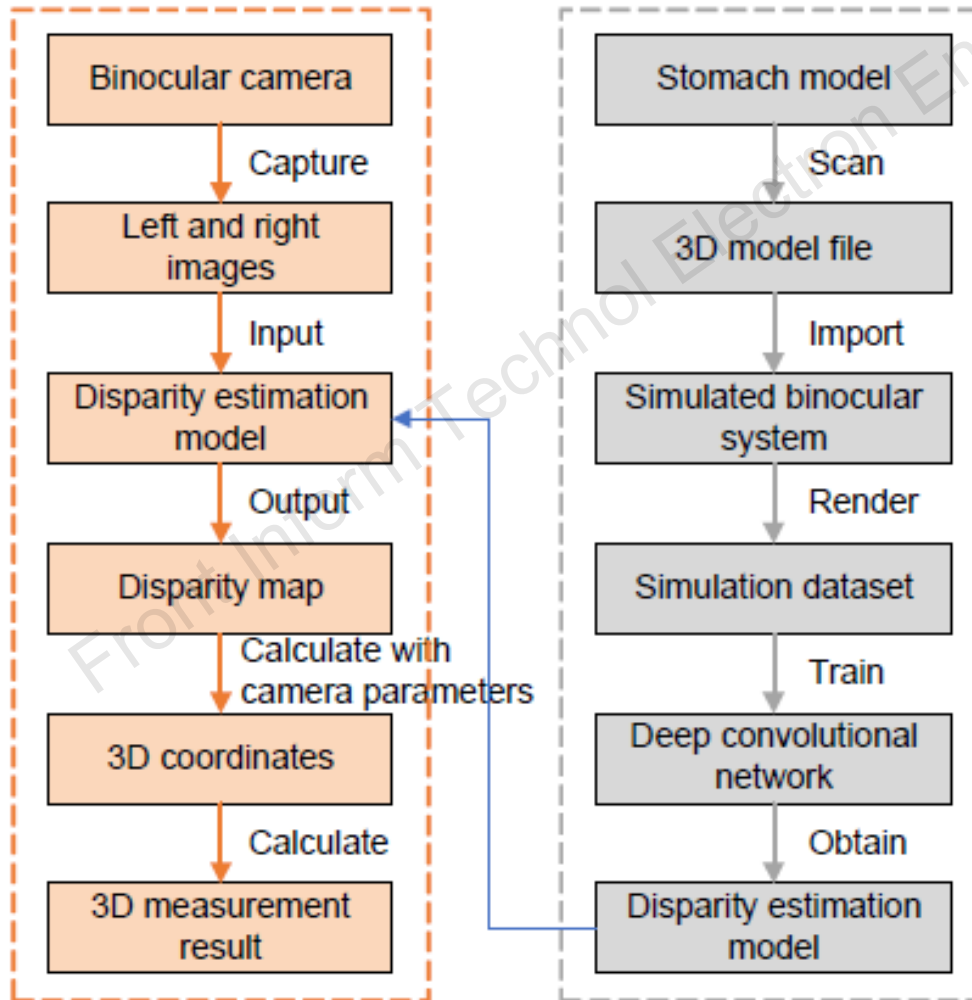 Binocular camera
Capture
Left and right
images
Input
Disparity estimation
model
Output
Disparity map
Calculate with
camera parameters
3D coordinates
Calculate
3D measurement
result
Stomach model
Scan
3D model file
Import
Simulated binocular
system
Render
Simulation dataset
Train
Deep convolutional
network
Obtain
Disparity estimation
model
Front Inform Technol Electron En